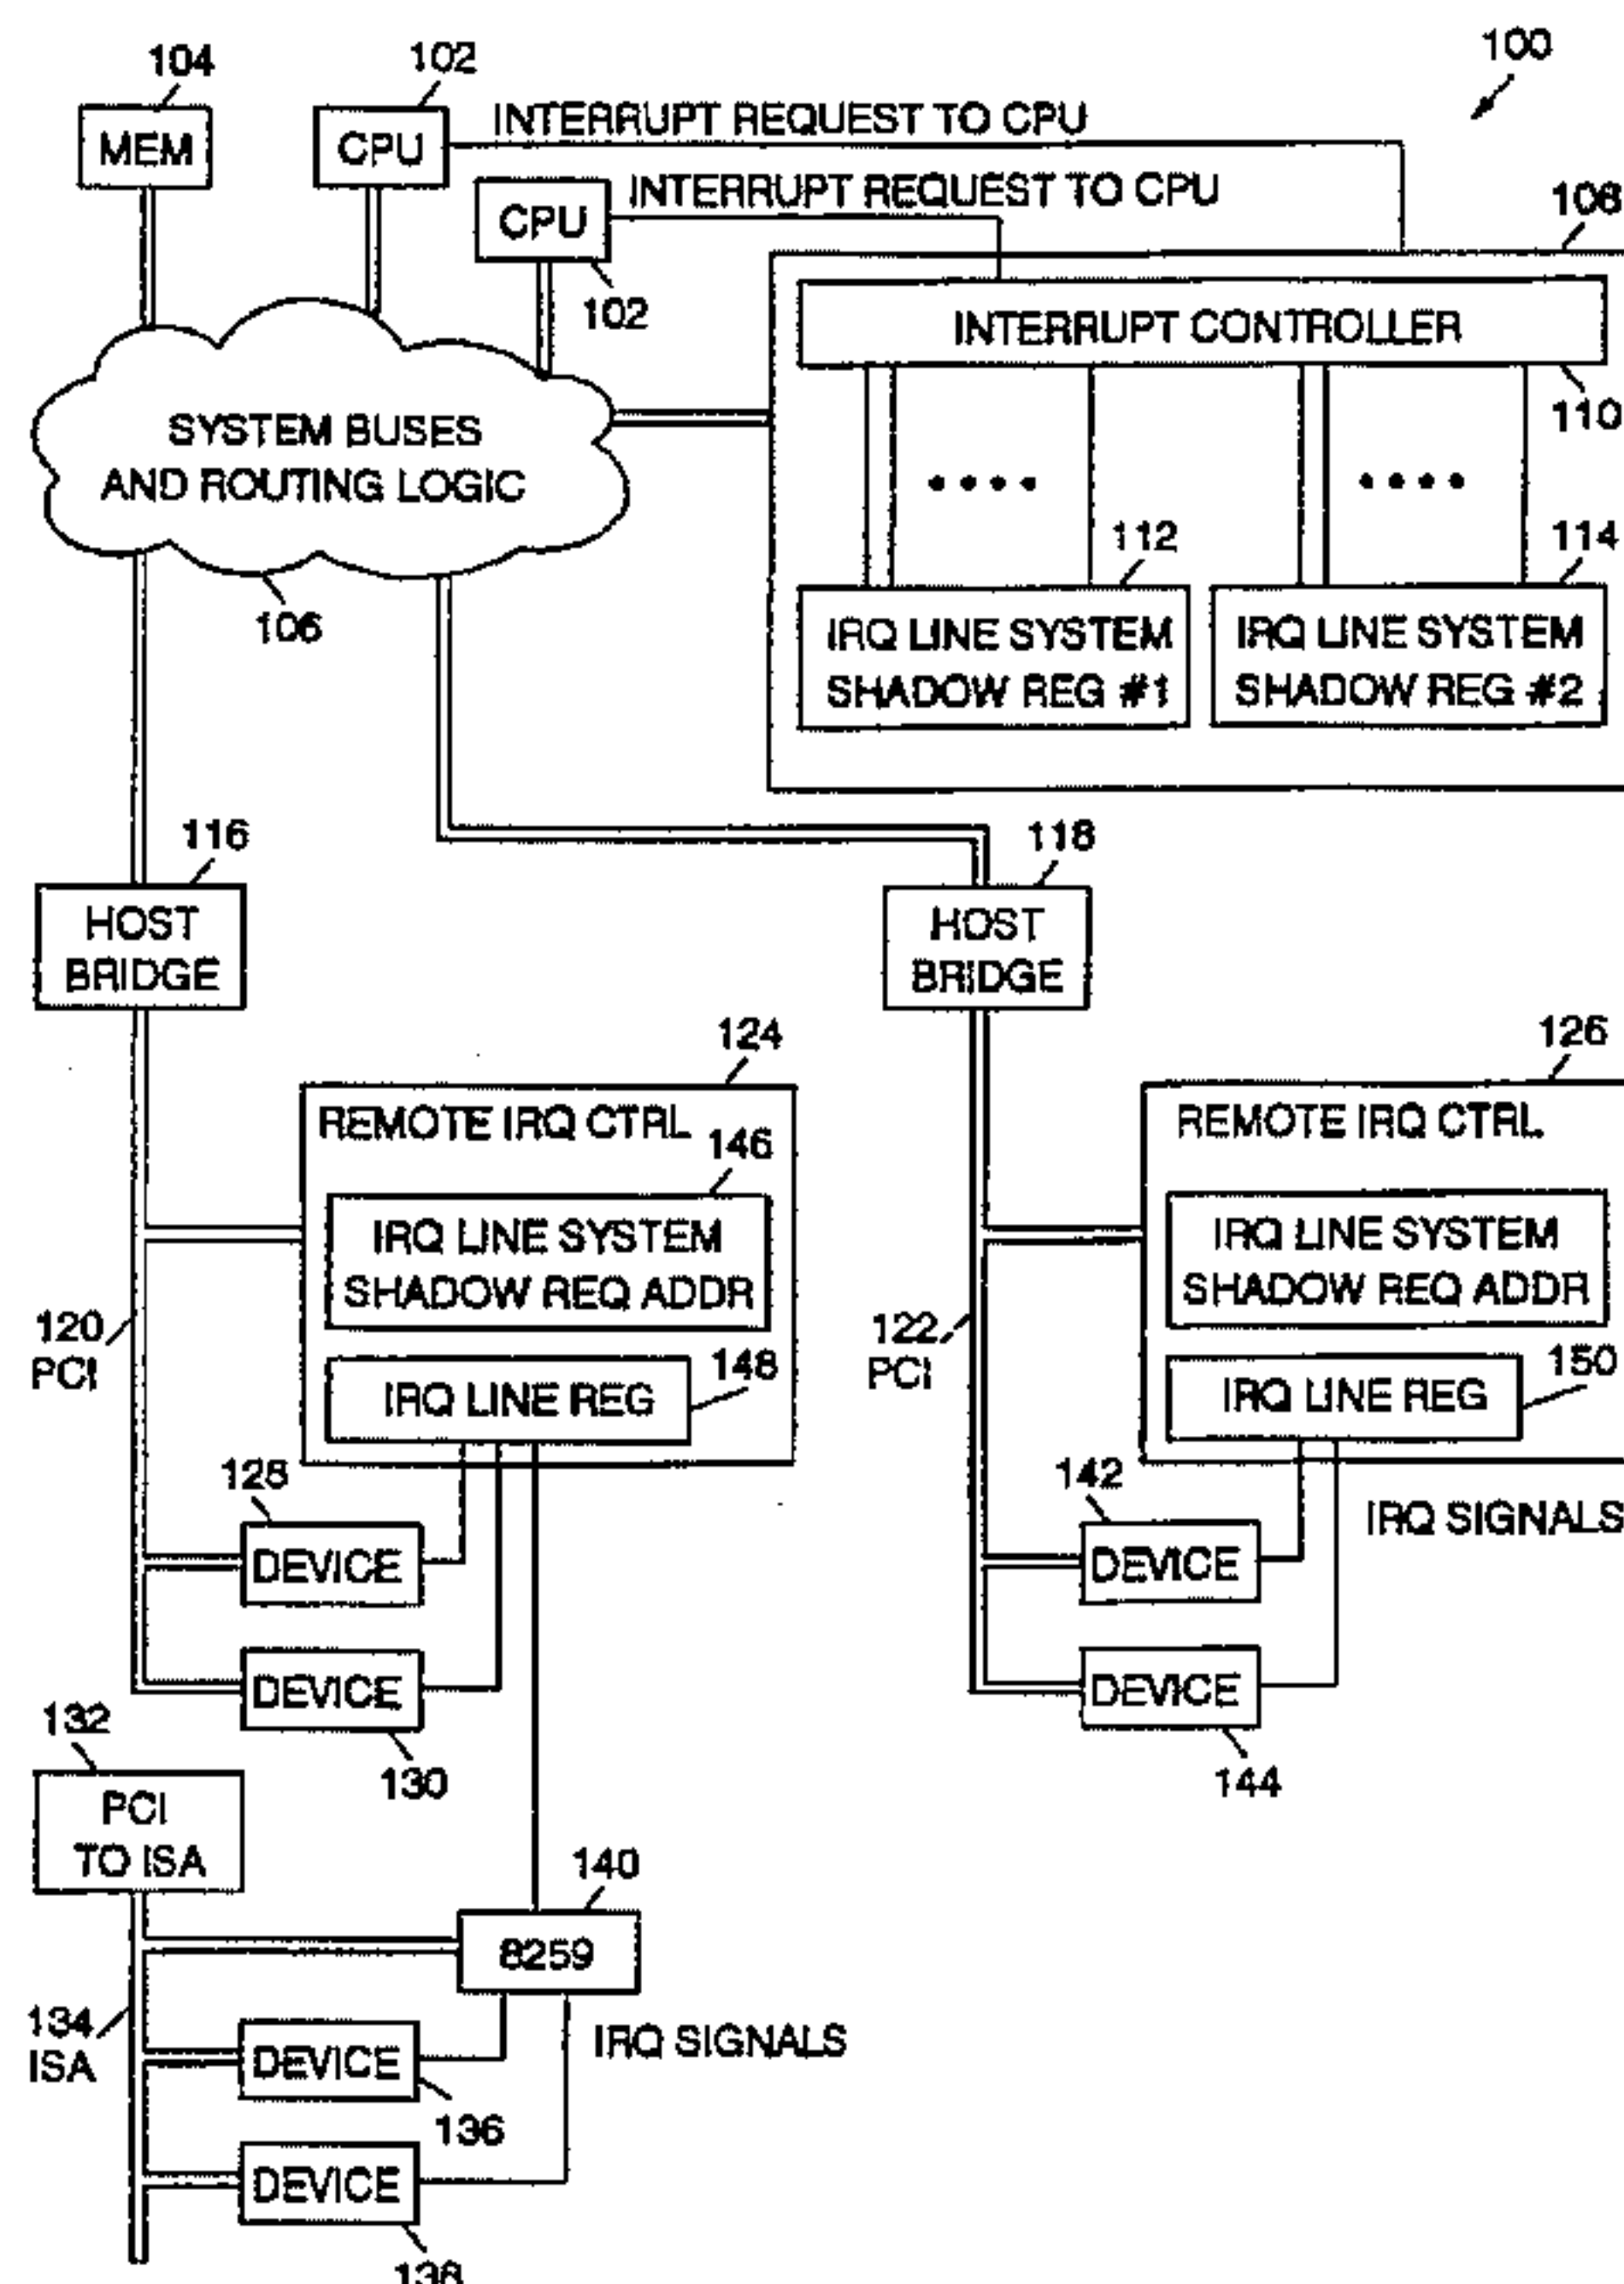 100
104
102
MEM
CPU
INTERRUPT REQUEST TO CPU
CPU
INTERRUPT REQUEST TO CPU
102
108
INTERRUPT CONTROLLER
110
SYSTEM BUSES
AND ROUTING LOGIC
106
112
IRQ LINE SYSTEM
SHADOW REG #1
114
IRQ LINE SYSTEM
SHADOW REG #2
116
HOST
BRIDGE
118
HOST
BRIDGE
124
REMOTE IRQ CTRL
146
IRQ LINE SYSTEM
SHADOW REQ ADDR
120
PCI
148
IRQ LINE REG
126
REMOTE IRQ CTRL
IRQ LINE SYSTEM
SHADOW REQ ADDR
122
PCI
150
IRQ LINE REG
128
DEVICE
DEVICE
130
142
DEVICE
IRQ SIGNALS
DEVICE
144
132
PCI
TO ISA
140
8259
134
ISA
DEVICE
136
IRQ SIGNALS
DEVICE
138